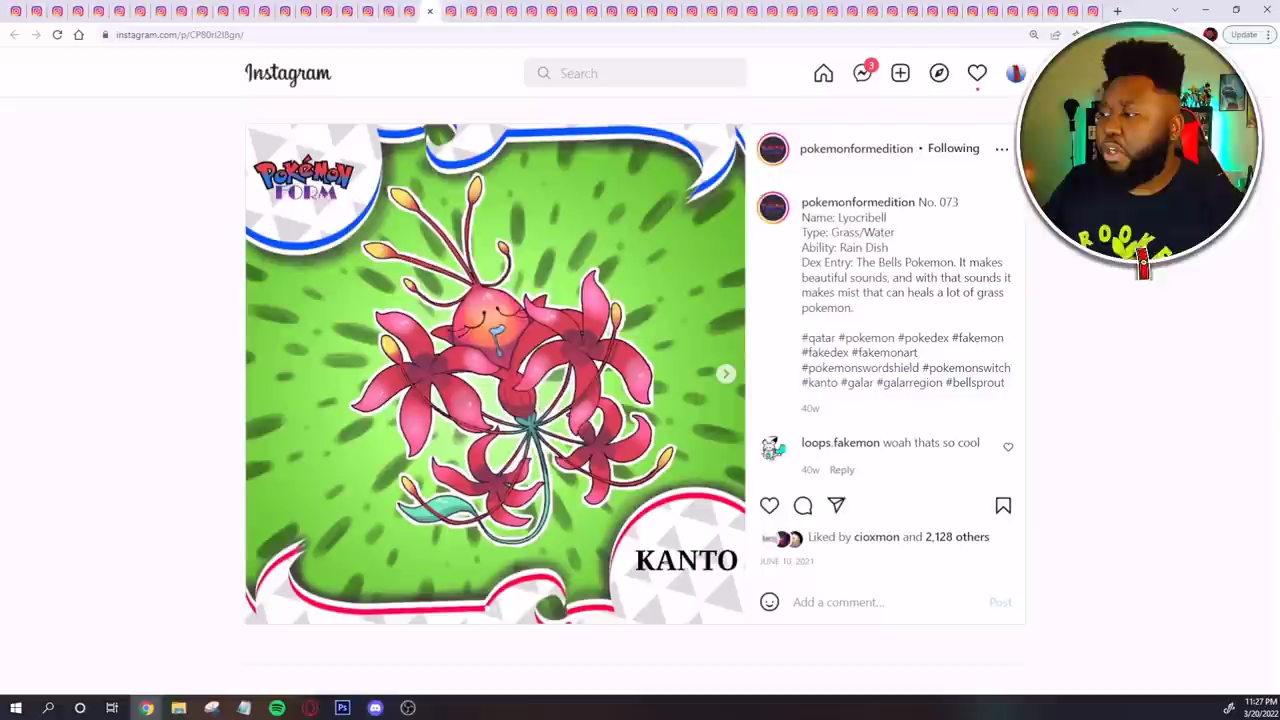 instagram.com/p/CP80rl2l8gn/
Update
Instagram
Search
3
POKÉMON
FORM
KANTO
pokemonformedition • Following
pokemonformedition No. 073
Name: Lyocribell
Type: Grass/Water
Ability: Rain Dish
Dex Entry: The Bells Pokemon. It makes
beautiful sounds, and with that sounds it
makes mist that can heals a lot of grass
pokemon.
#qatar #pokemon #pokedex #fakemon
#fakedex #fakemonart
#pokemonswordshield #pokemonswitch
#kanto #galar #galarregion #bellsprout
40w
loops.fakemon woah thats so cool
40w Reply
Liked by cioxmon and 2,128 others
JUNE 10, 2021
Add a comment...
Post
ROOK
Ps
11:27 PM
3/20/2022